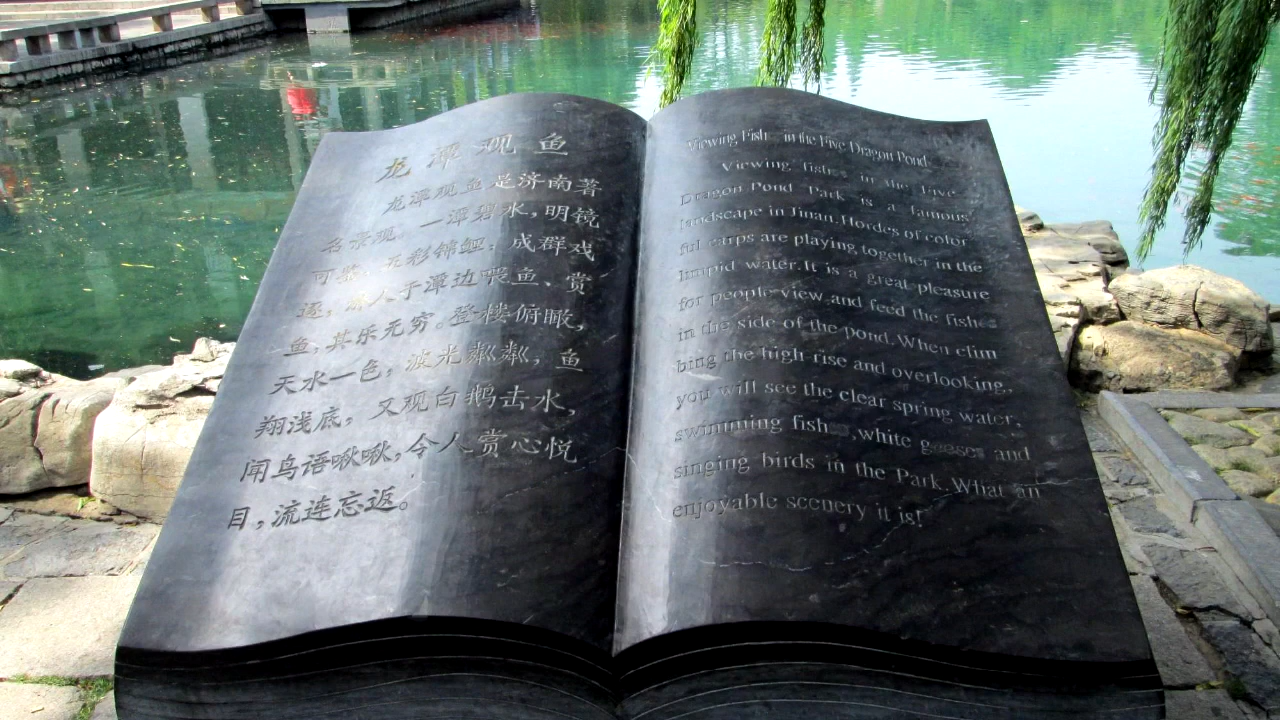 龙潭观鱼
龙潭观鱼是济南著
名景观。一潭碧水，明镜
可鉴。五彩锦鲤，成群戏
逐，游人于潭边喂鱼、赏
鱼，其乐无穷。登楼俯瞰，
天水一色，波光粼粼，鱼
翔浅底，又观白鹅击水，
闻鸟语啾啾，令人赏心悦
目，流连忘返。
Viewing Fish in the Five Dragon Pond
Viewing fish in the Five
Dragon Pond Park is a famous
landscape in Jinan.Hordes of color
ful carps are playing together in the
limpid water.It is a great pleasure
for people view and feed the fishes
in the side of the pond.When clim
bing the high rise and overlooking,
you will see the clear spring water,
swimming fish ,white geeses and
singing birds in the Park.What an
enjoyable scenery it is!